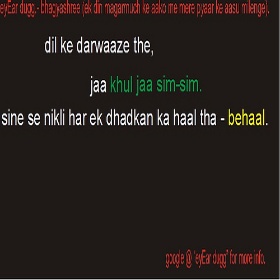 eyEar dugg.- bhagyashree (ek din magarmuch ke aako me mere pyaar ka aasu milenge).
dil ke darwaaze the,
jaa khul jaa sim-sim.
sine se nikli har ek dhadkan ka haal tha - behaal.
google @ "eyEar dugg" for more info.